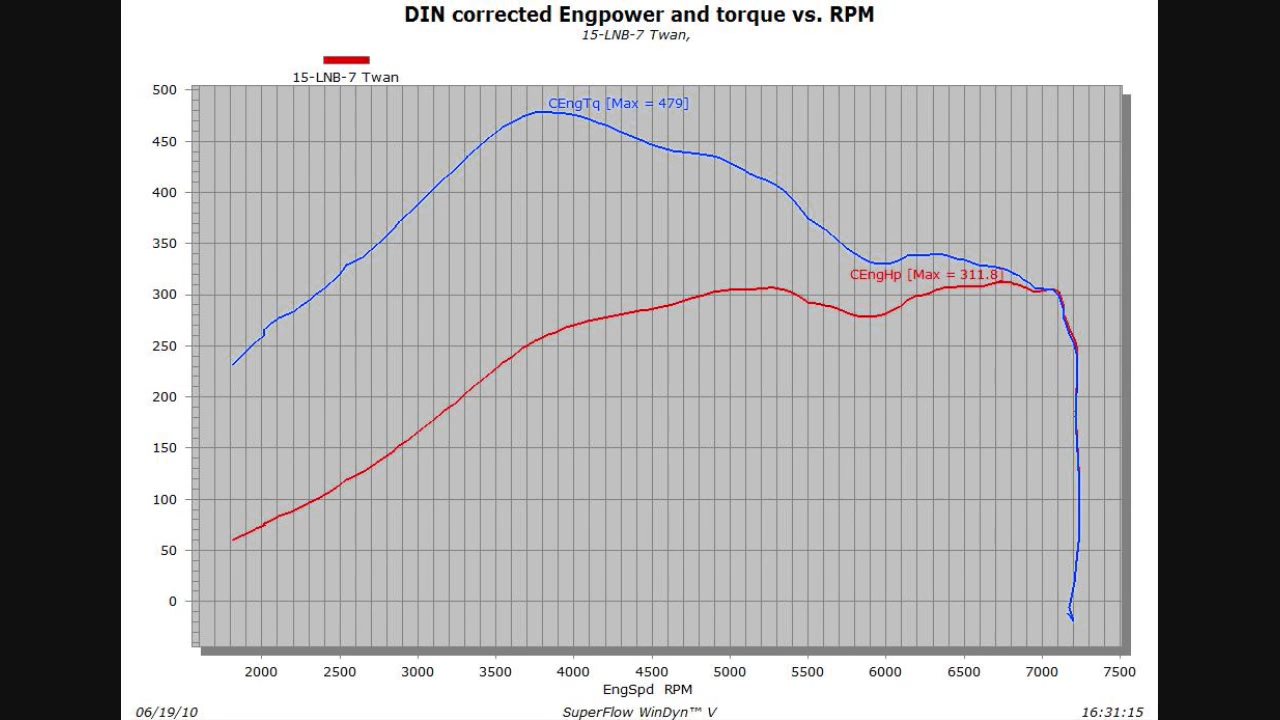 DIN corrected Engpower and torque vs. RPM
15-LNB-7 Twan,
15-LNB-7 Twan
500
CEngTq [Max = 479]
450
400
350
CEngHp [Max = 311.8]
300
250
200
150
100
50
0
2000 2500 3000 3500 4000 4500 5000 5500 6000 6500 7000 7500
EngSpd RPM
06/19/10 SuperFlow WinDyn™ V 16:31:15